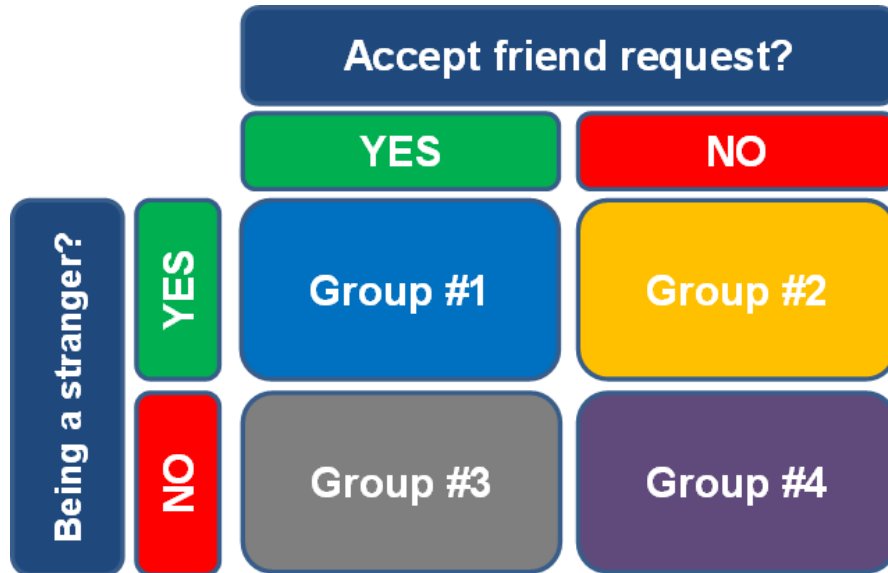 Accept friend request?
YES
NO
Being a stranger?
YES
Group #1
Group #2
NO
Group #3
Group #4